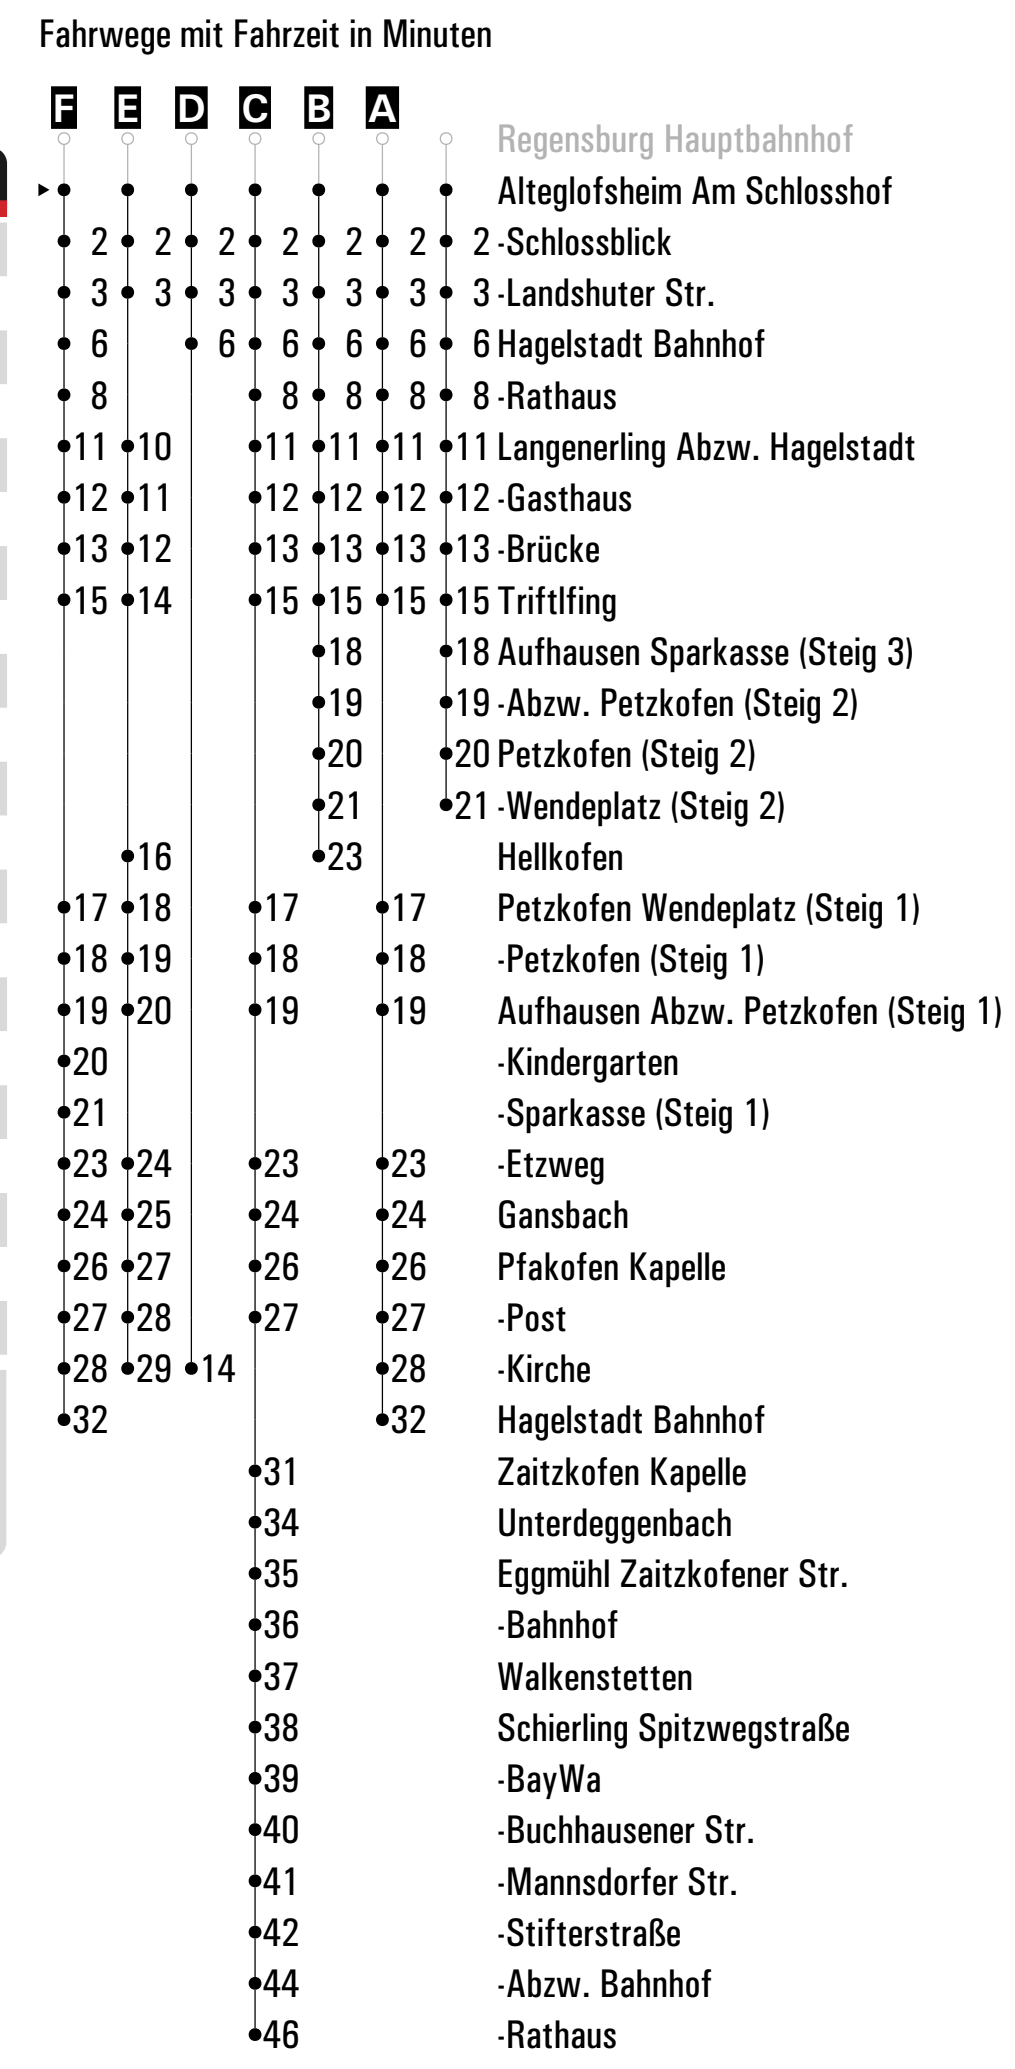 Fahrwege mit Fahrzeit in Minuten
F E D C B A
Regensburg Hauptbahnhof
Alteglofsheim Am Schlosshof
2 2 2 2 2 2 2 -Schlossblick
3 3 3 3 3 3 3 -Landshuter Str.
6 6 6 6 6 6 Hagelstadt Bahnhof
8 8 8 8 8 -Rathaus
11 10 11 11 11 11 Langenerling Abzw. Hagelstadt
12 11 12 12 12 12 -Gasthaus
13 12 13 13 13 13 -Brücke
15 14 15 15 15 15 Triftlfing
18 18 Aufhausen Sparkasse (Steig 3)
19 19 -Abzw. Petzkofen (Steig 2)
20 20 Petzkofen (Steig 2)
21 21 -Wendeplatz (Steig 2)
16 23 Hellkofen
17 18 17 17 Petzkofen Wendeplatz (Steig 1)
18 19 18 18 -Petzkofen (Steig 1)
19 20 19 19 Aufhausen Abzw. Petzkofen (Steig 1)
20 -Kindergarten
21 -Sparkasse (Steig 1)
23 24 23 23 -Etzweg
24 25 24 24 Gansbach
26 27 26 26 Pfakofen Kapelle
27 28 27 27 -Post
28 29 14 28 -Kirche
32 32 Hagelstadt Bahnhof
31 Zaitzkofen Kapelle
34 Unterdeggenbach
35 Eggmühl Zaitzkofener Str.
36 -Bahnhof
37 Walkenstetten
38 Schierling Spitzwegstraße
39 -BayWa
40 -Buchhausener Str.
41 -Mannsdorfer Str.
42 -Stifterstraße
44 -Abzw. Bahnhof
46 -Rathaus